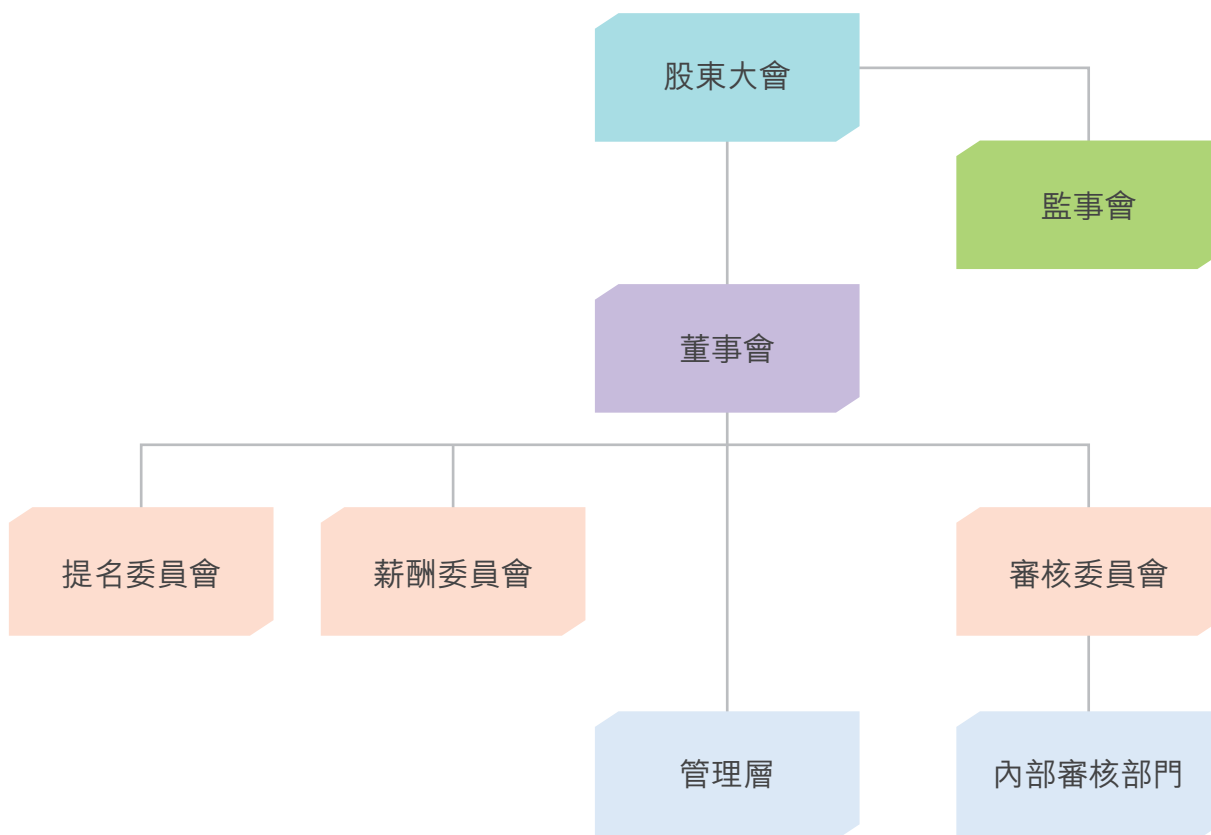 股東大會
監事會
董事會
提名委員會
薪酬委員會
審核委員會
管理層
內部審核部門